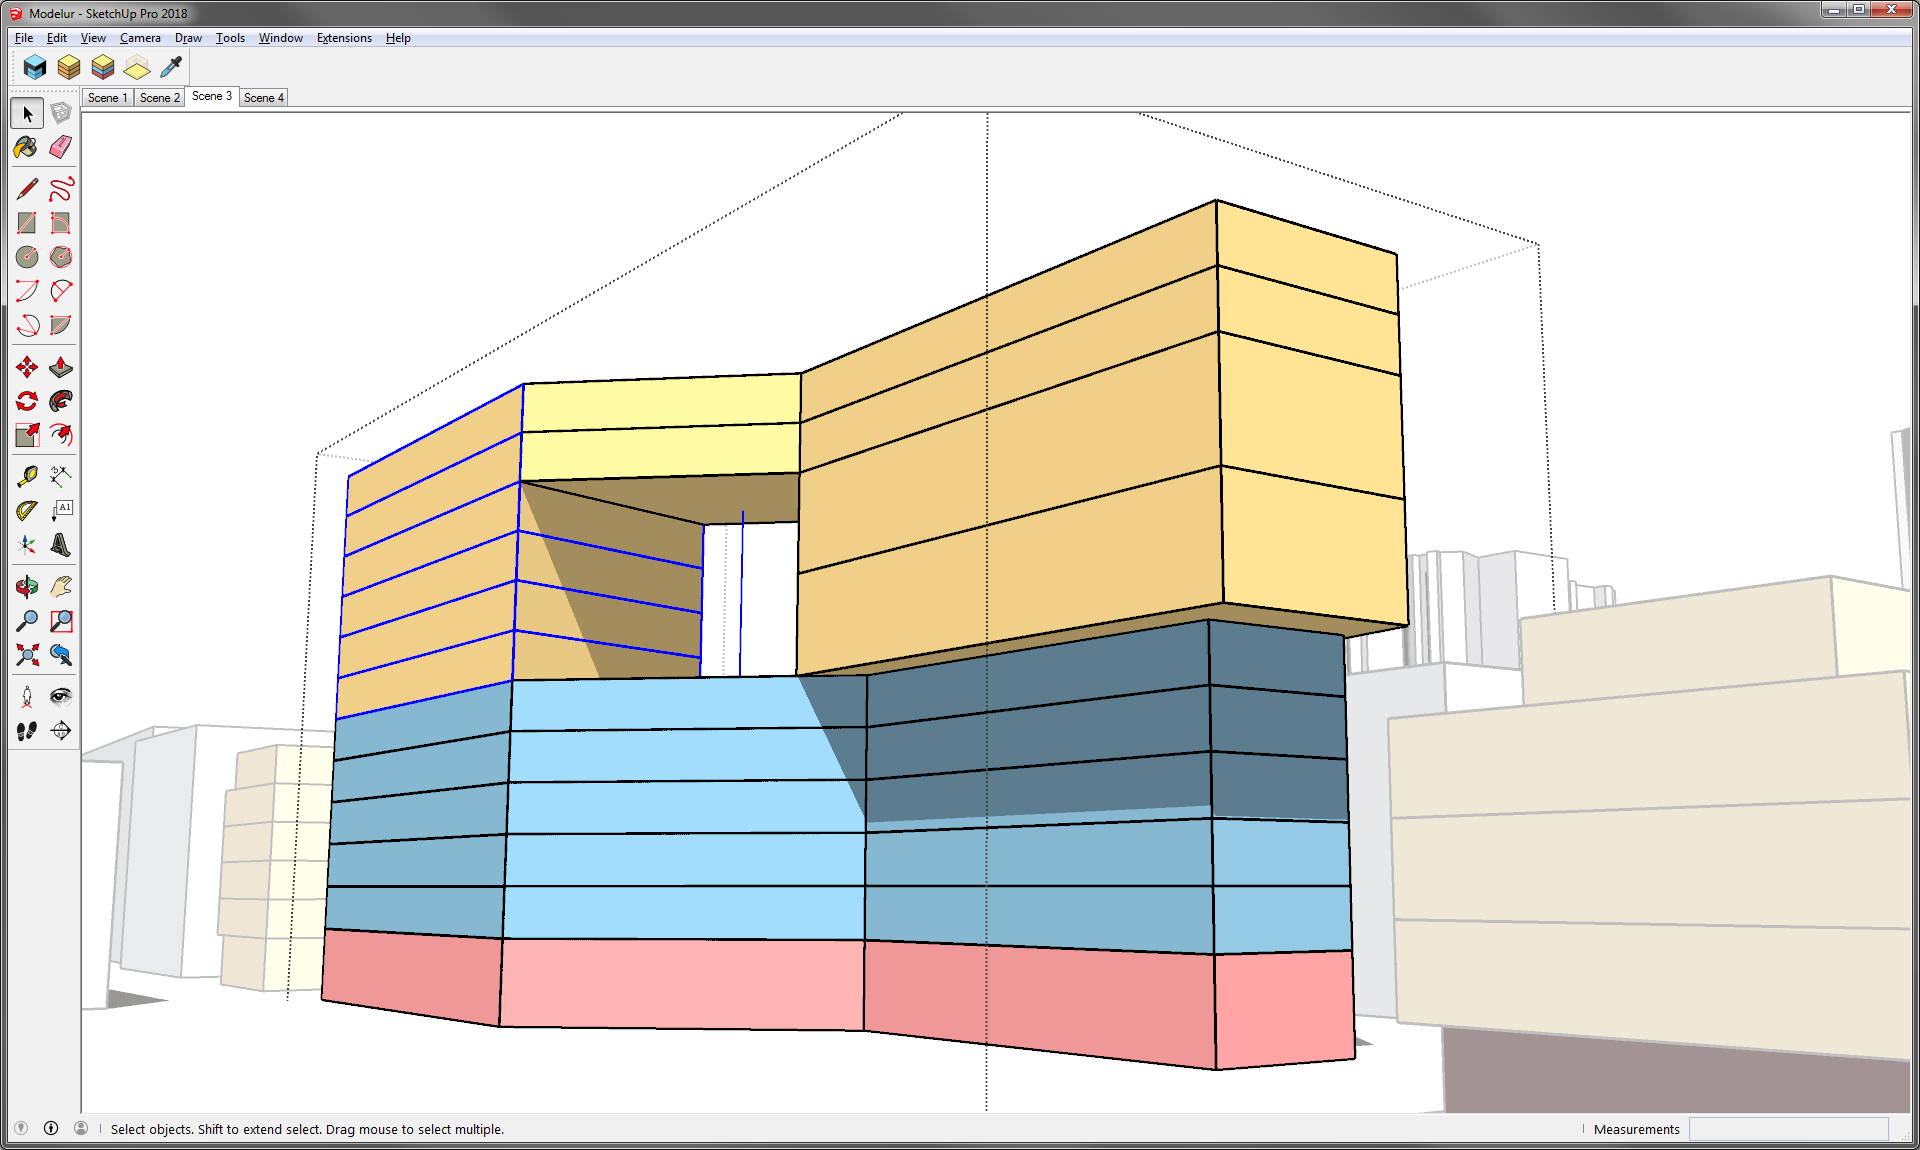 Modelur - SketchUp Pro 2018
File Edit View Camera Draw Tools Window Extensions Help
Scene 1 Scene 2 Scene 3 Scene 4
A1
Select objects. Shift to extend select. Drag mouse to select multiple.
Measurements